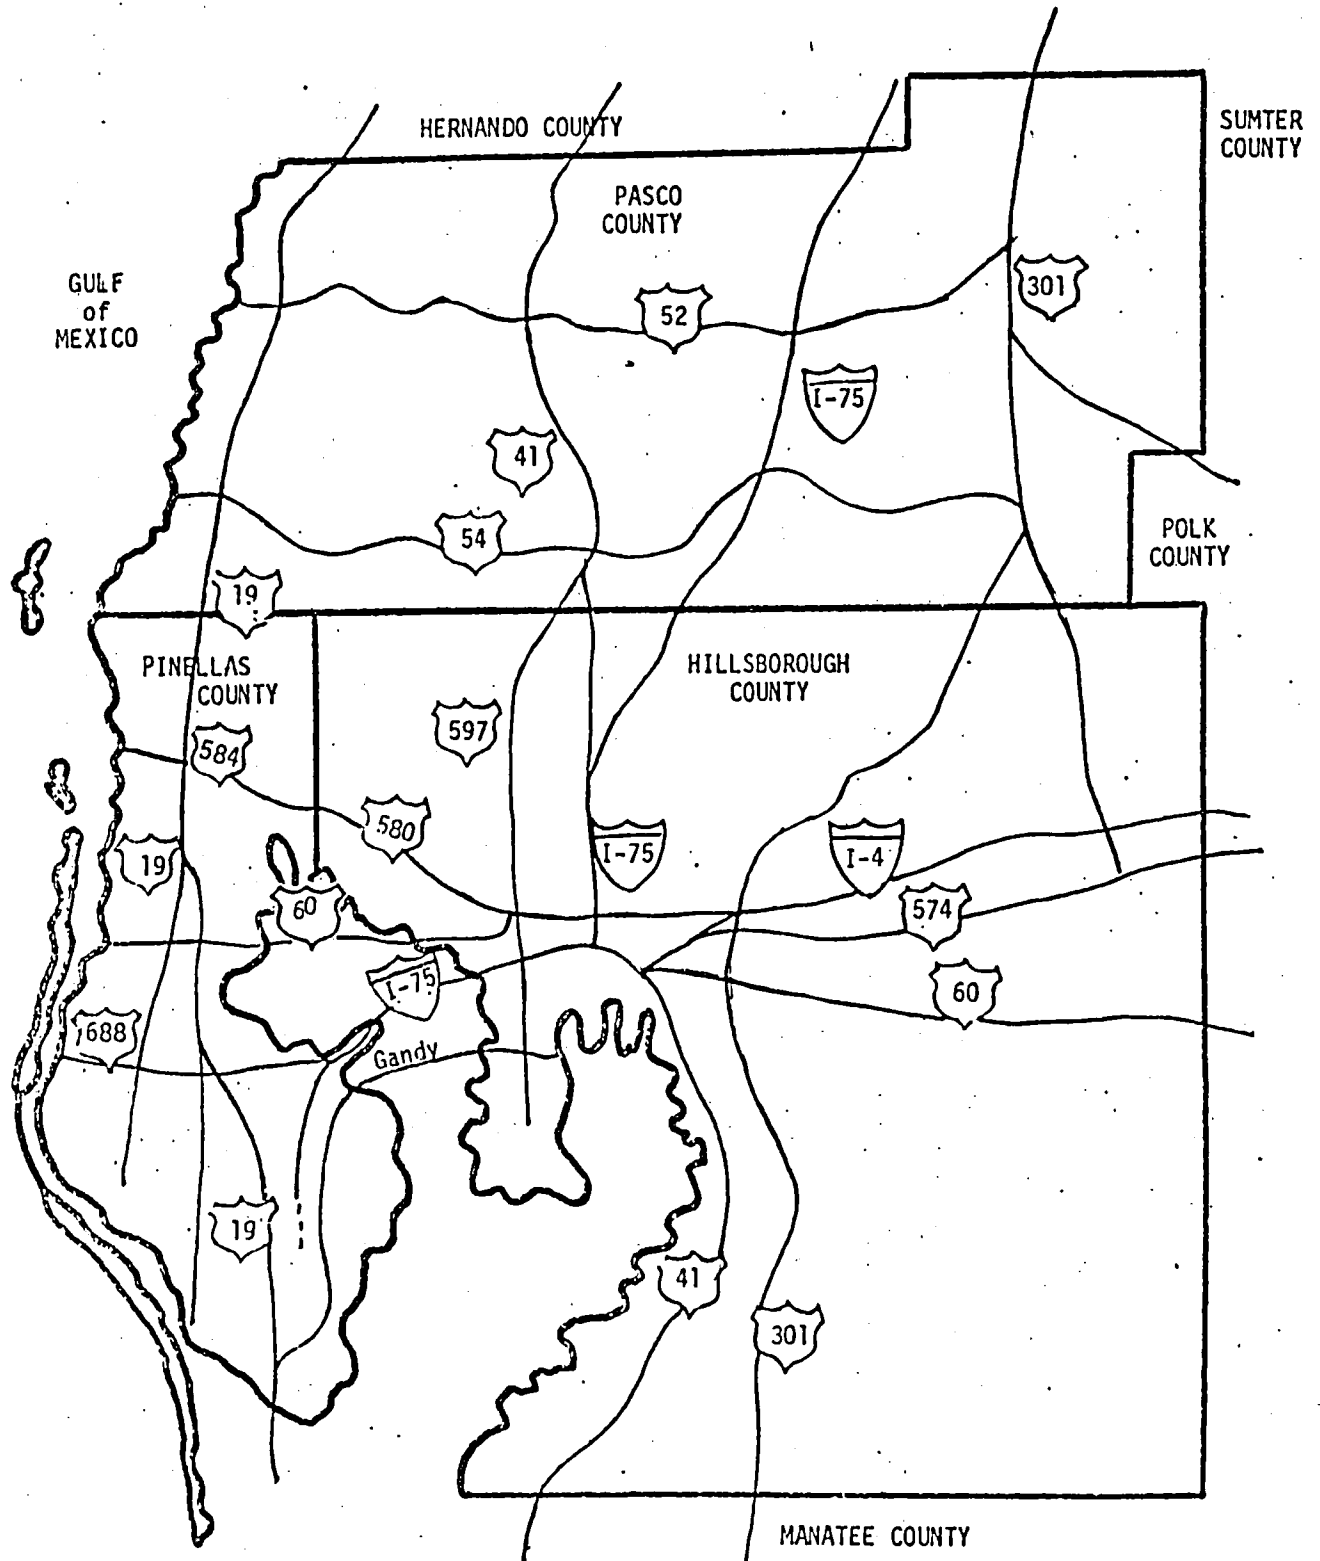 HERNANDO COUNTY
SUMTER
COUNTY
PASCO
COUNTY
GULF
of
MEXICO
301
52
I-75
41
54
POLK
COUNTY
19
PINELLAS
COUNTY
HILLSBOROUGH
COUNTY
597
584
580
19
I-75
I-4
60
574
I-75
60
688
Gandy
19
41
301
MANATEE COUNTY